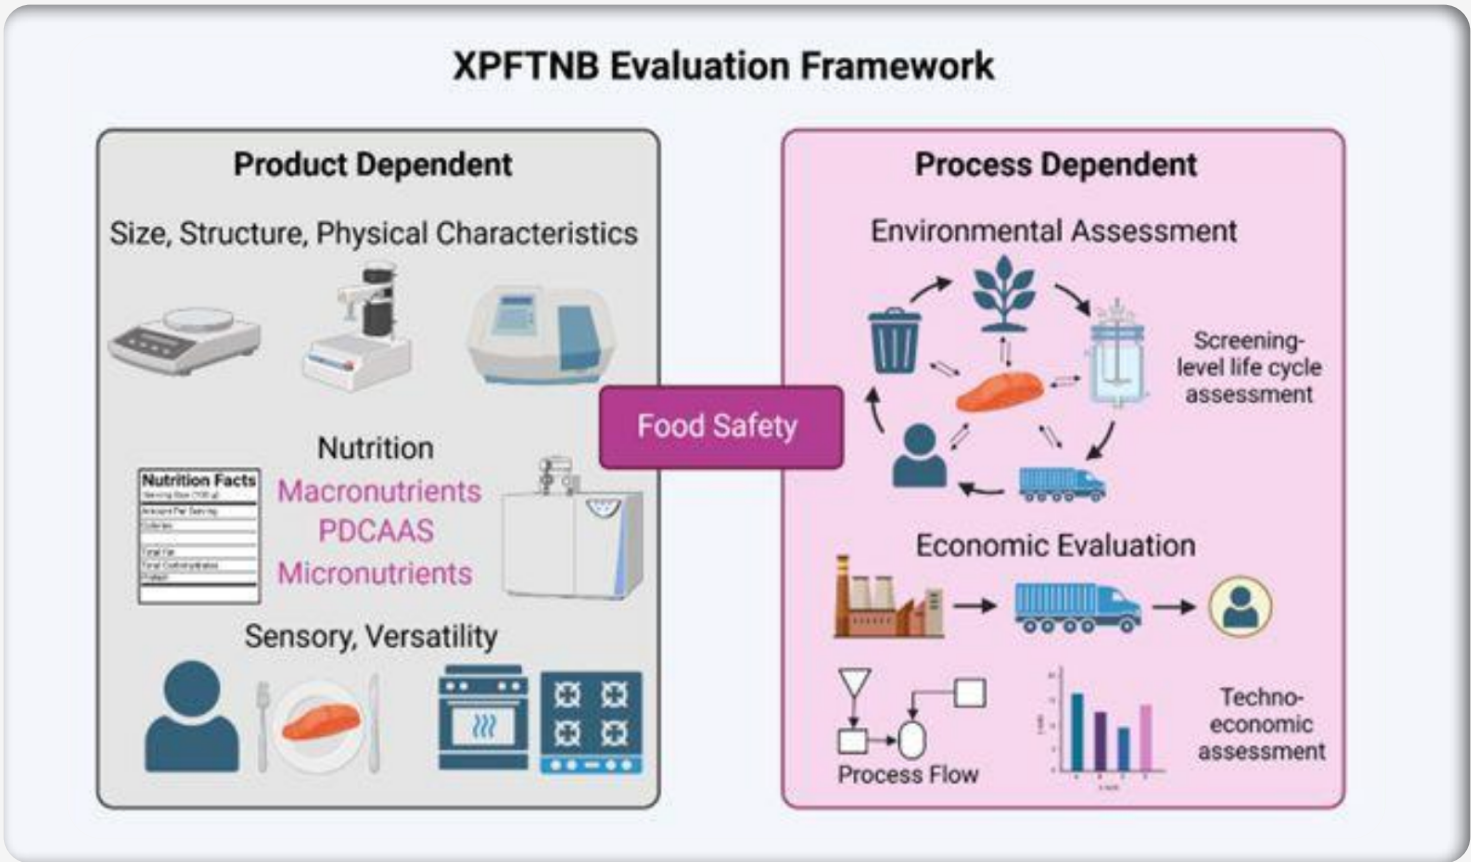 XPFTNB Evaluation Framework
Product Dependent
Size, Structure, Physical Characteristics
Nutrition
Nutrition Facts
Macronutrients
PDCAAS
Micronutrients
Sensory, Versatility
Food Safety
Process Dependent
Environmental Assessment
Screening-
level life cycle
assessment
Economic Evaluation
Process Flow
Techno-
economic
assessment